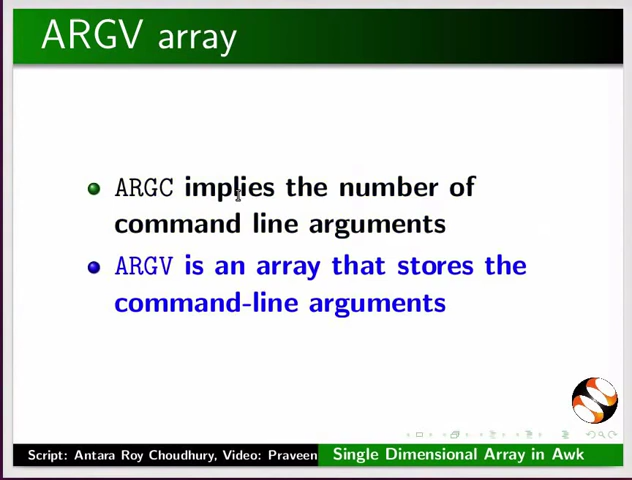 ARGV array
ARGC implies the number of
command line arguments
ARGV is an array that stores the
command-line arguments
Script: Antara Roy Choudhury, Video: Praveen
Single Dimensional Array in Awk